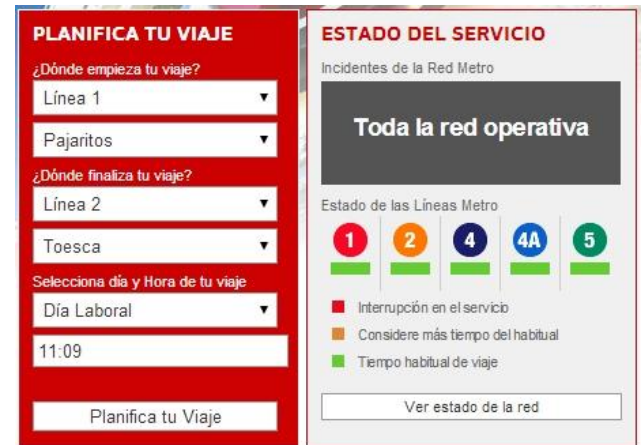 PLANIFICA TU VIAJE
¿Dónde empieza tu viaje?
Línea 1
Pajaritos
¿Dónde finaliza tu viaje?
Línea 2
Toesca
Selecciona día y Hora de tu viaje
Día Laboral
11:09
Planifica tu Viaje
ESTADO DEL SERVICIO
Incidentes de la Red Metro
Toda la red operativa
Estado de las Líneas Metro
1 2 4 4A 5
Interrupción en el servicio
Considere más tiempo del habitual
Tiempo habitual de viaje
Ver estado de la red